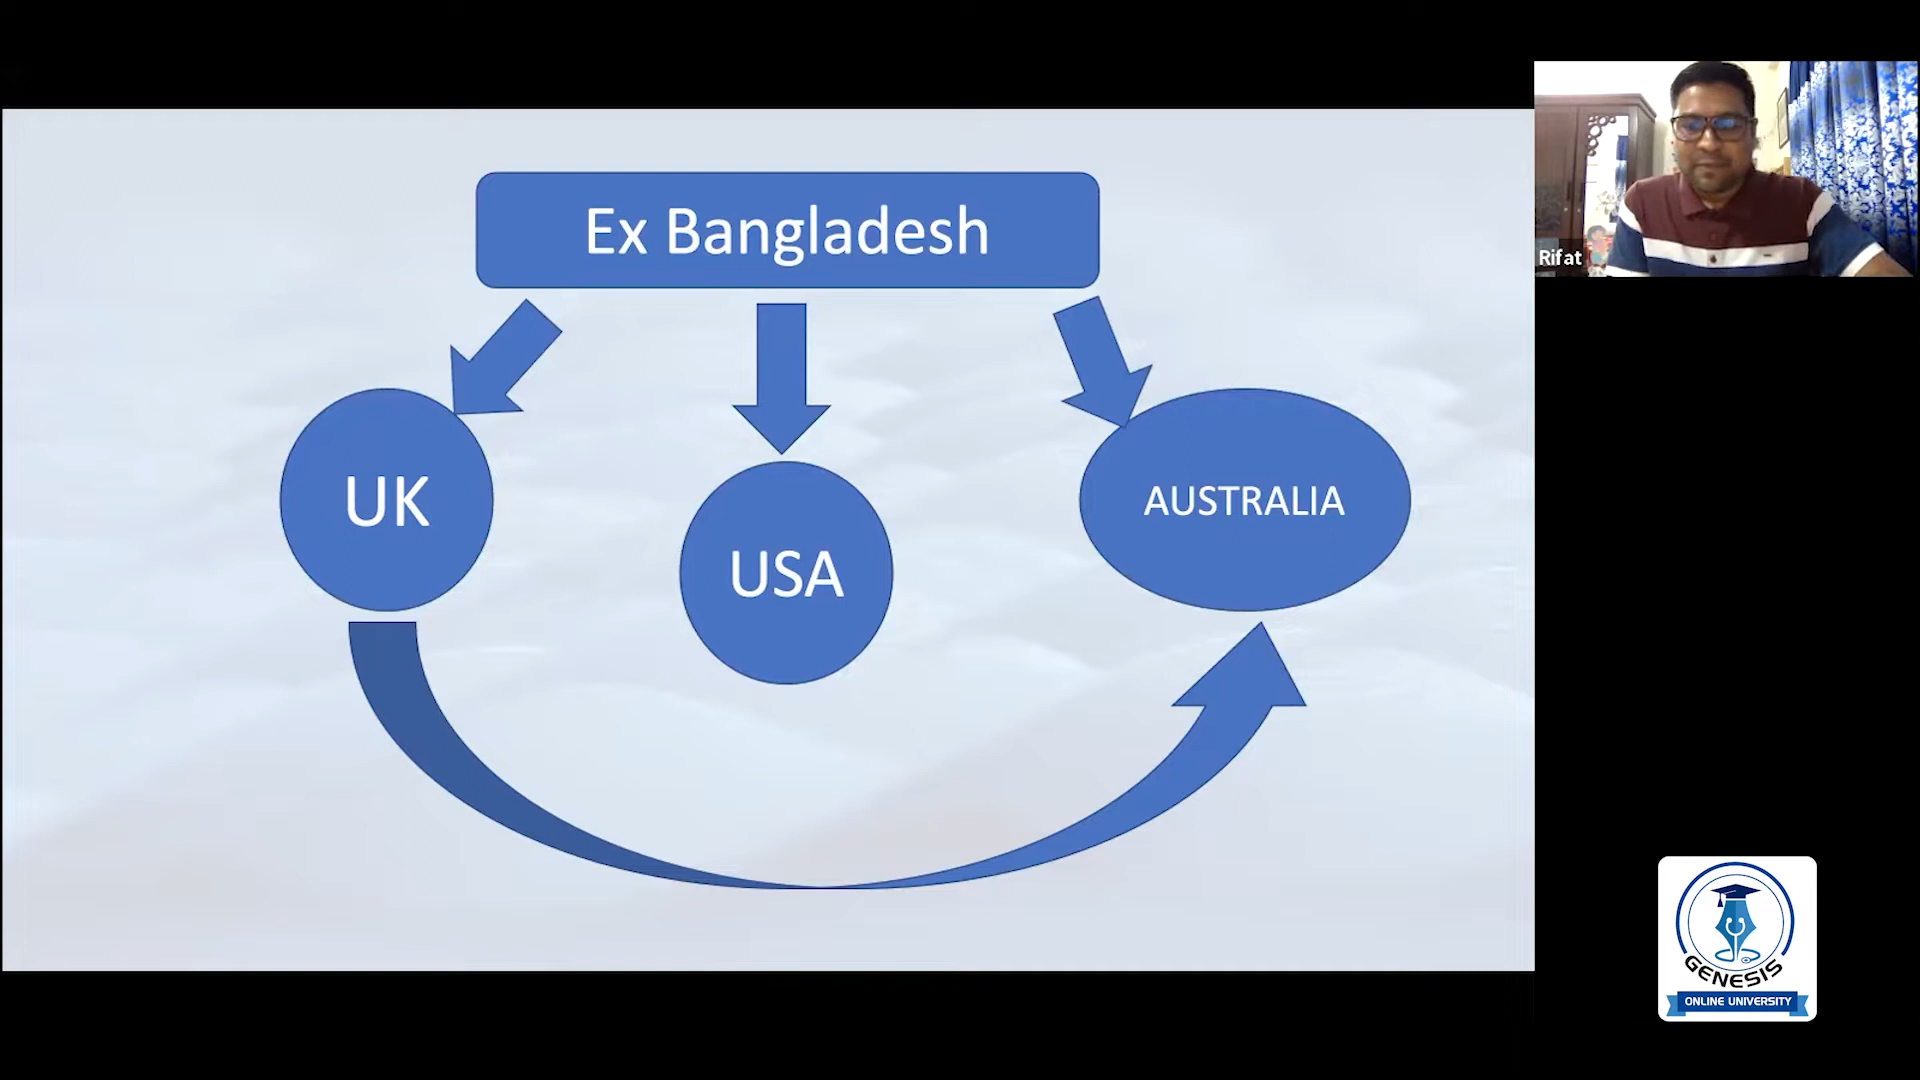 Ex Bangladesh
UK
USA
AUSTRALIA
Rifat
GENESIS
ONLINE UNIVERSITY